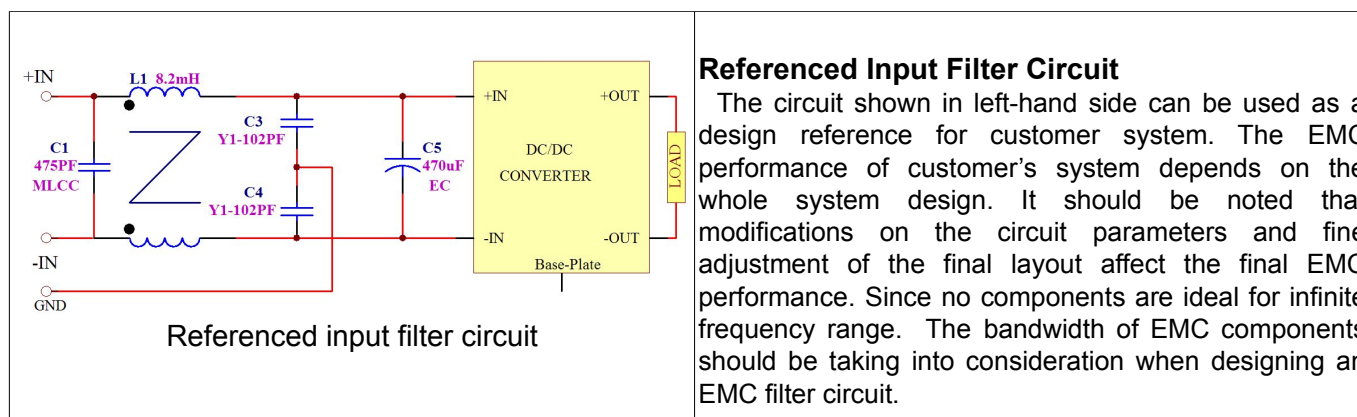 +IN
L1 8.2mH
C1
475PF
MLCC
C3
Y1-102PF
C4
Y1-102PF
C5
470uF
EC
-IN
GND
+IN
+OUT
DC/DC
CONVERTER
-IN
-OUT
Base-Plate
LOAD
Referenced input filter circuit
Referenced Input Filter Circuit
The circuit shown in left-hand side can be used as a
design reference for customer system. The EMC
performance of customer’s system depends on the
whole system design. It should be noted tha
modifications on the circuit parameters and fine
adjustment of the final layout affect the final EMC
performance. Since no components are ideal for infinite
frequency range. The bandwidth of EMC components
should be taking into consideration when designing an
EMC filter circuit.